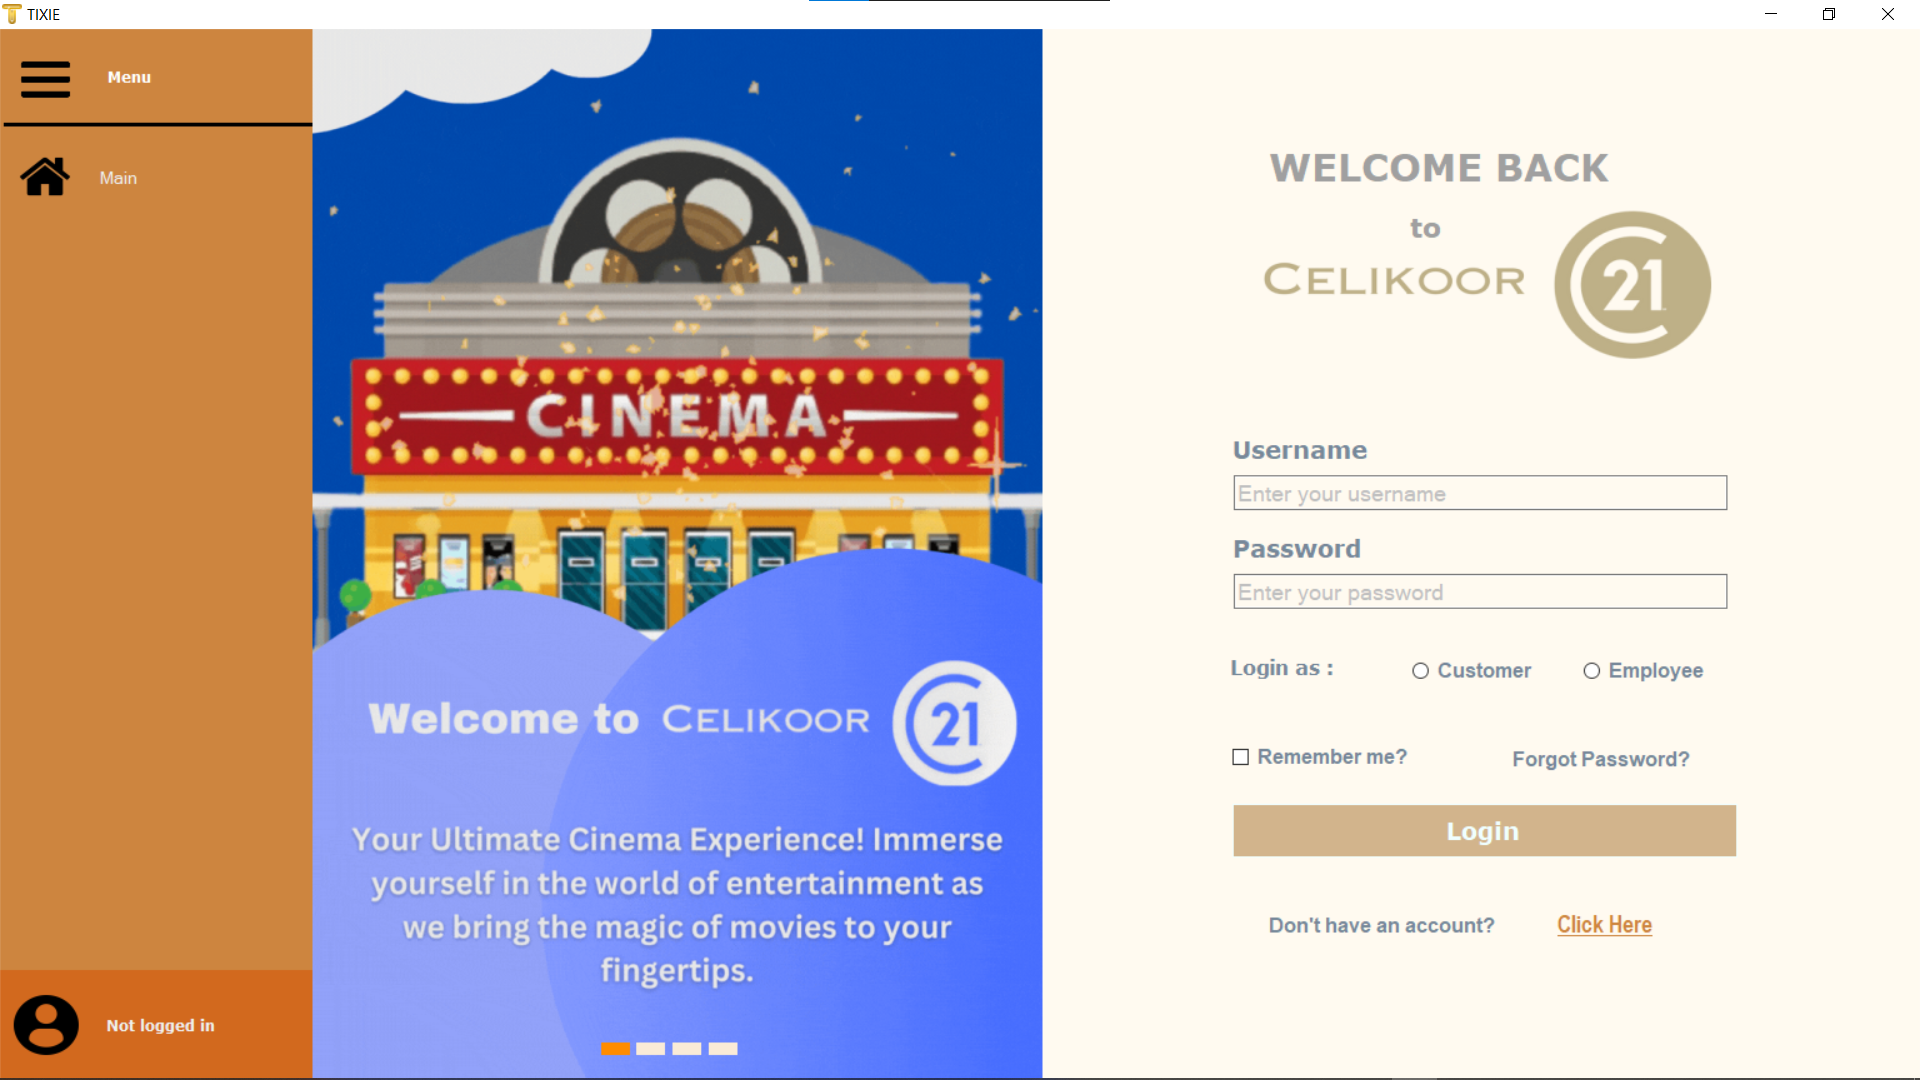 TIXIE
Menu
Main
Not logged in
CINEMA
Welcome to CELIKOOR 21
Your Ultimate Cinema Experience! Immerse
yourself in the world of entertainment as
we bring the magic of movies to your
fingertips.
WELCOME BACK
to
CELIKOOR 21
Username
Enter your username
Password
Enter your password
Login as :
Customer
Employee
Remember me?
Forgot Password?
Login
Don't have an account?
Click Here